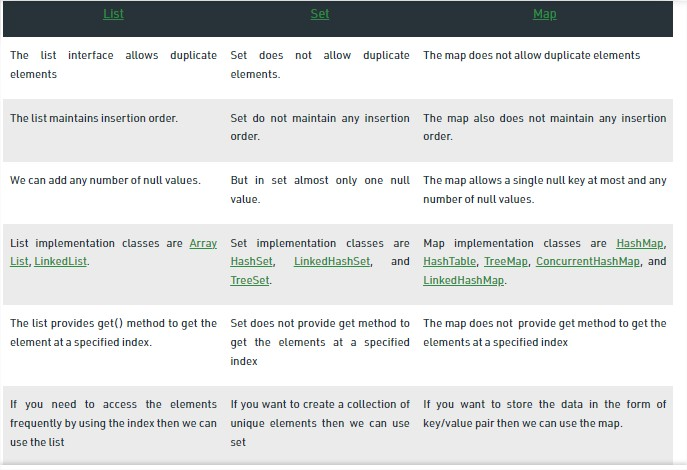 List Set Map
The list interface allows duplicate
elements
Set does not allow duplicate
elements.
The map does not allow duplicate elements
The list maintains insertion order.
Set do not maintain any insertion
order.
The map also does not maintain any insertion
order.
We can add any number of null values.
But in set almost only one null
value.
The map allows a single null key at most and any
number of null values.
List implementation classes are Array
List, LinkedList.
Set implementation classes are
HashSet, LinkedHashSet, and
TreeSet.
Map implementation classes are HashMap,
HashTable, TreeMap, ConcurrentHashMap, and
LinkedHashMap.
The list provides get() method to get the
element at a specified index.
Set does not provide get method to
get the elements at a specified
index
The map does not provide get method to get the
elements at a specified index
If you need to access the elements
frequently by using the index then we can
use the list
If you want to create a collection of
unique elements then we can use
set
If you want to store the data in the form of
key/value pair then we can use the map.